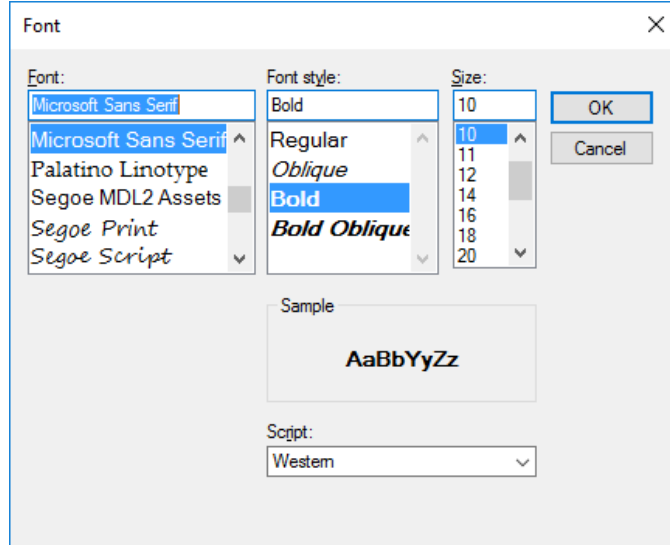 Font
Font:
Microsoft Sans Serif
Microsoft Sans Serif
Palatino Linotype
Segoe MDL2 Assets
Segoe Print
Segoe Script
Font style:
Bold
Regular
Oblique
Bold
Bold Oblique
Size:
10
10
11
12
14
16
18
20
OK
Cancel
Sample
AaBbYyZz
Script:
Western